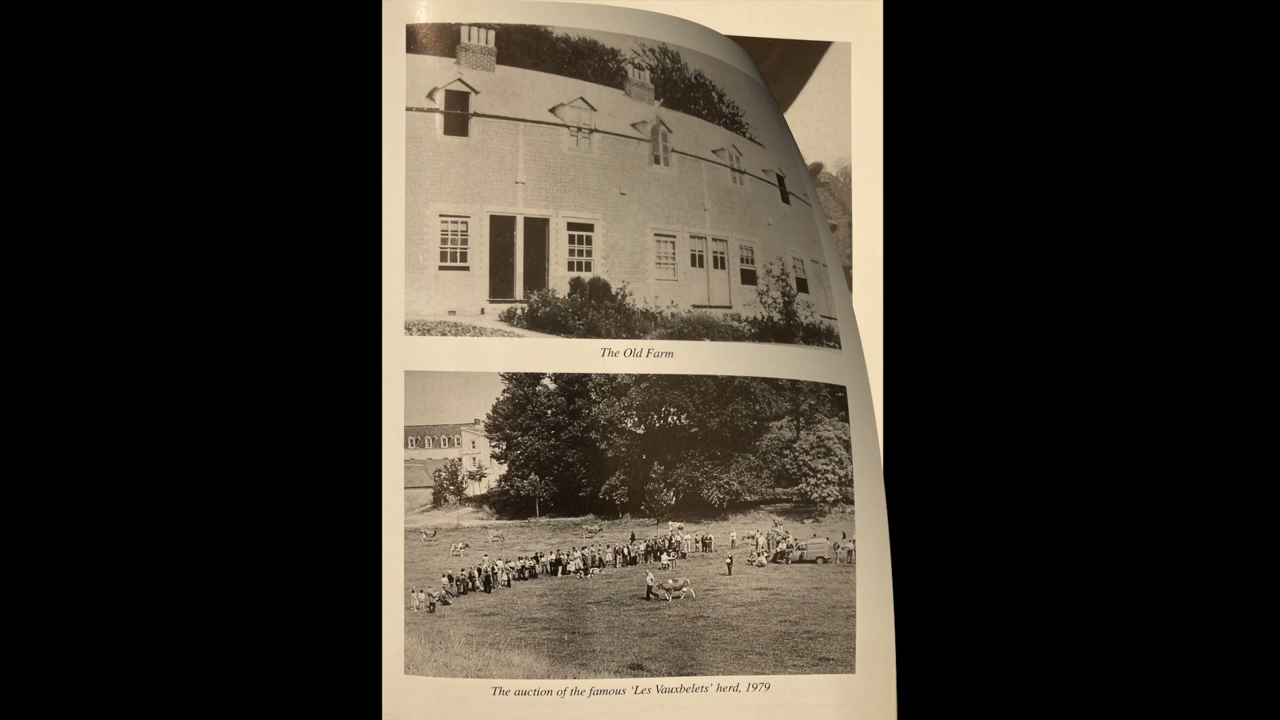 The Old Farm
The auction of the famous ‘Les Vauxbelets’ herd, 1979